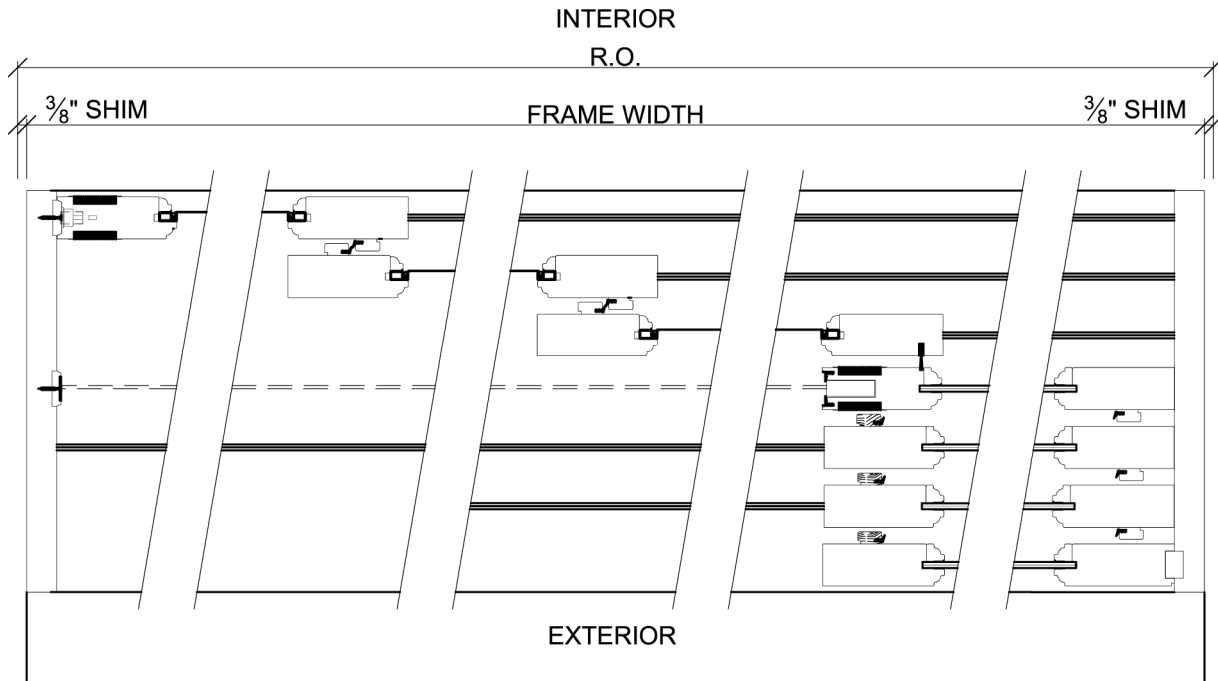 INTERIOR
R.O.
3/8" SHIM
FRAME WIDTH
3/8" SHIM
EXTERIOR